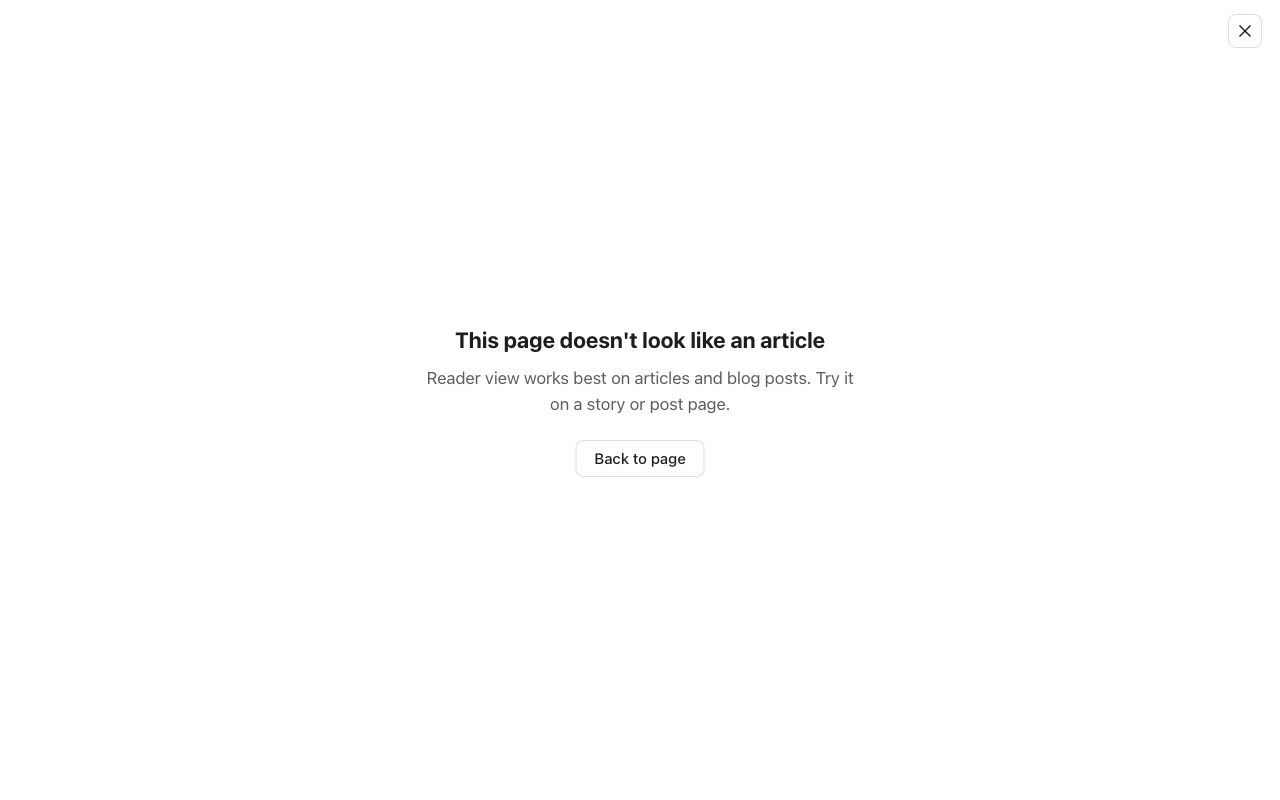 This page doesn't look like an article
Reader view works best on articles and blog posts. Try it
on a story or post page.
Back to page